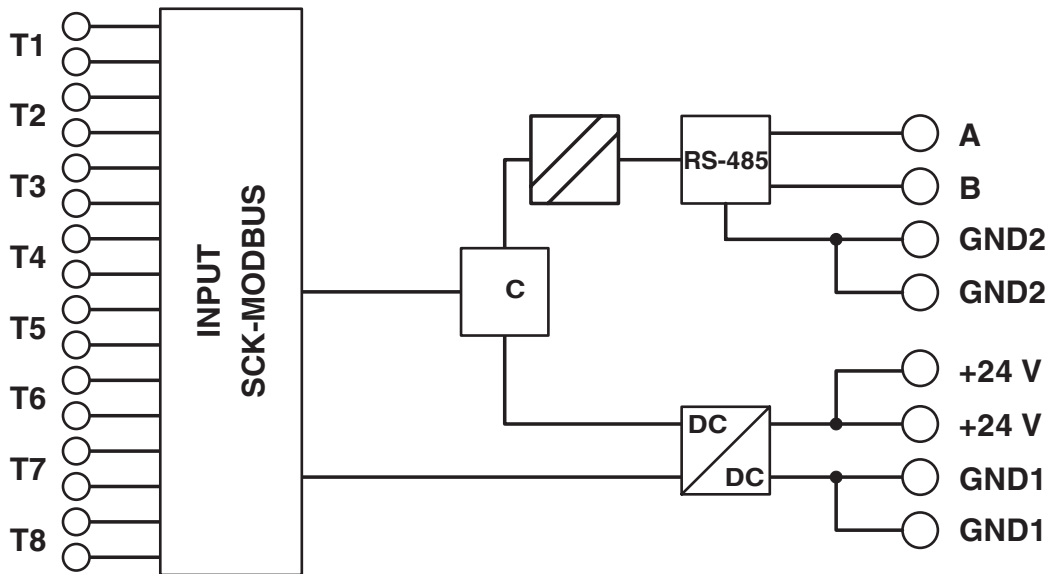 T1
T2
T3
T4
T5
T6
T7
T8
INPUT
SCK-MODBUS
C
RS-485
DC
DC
A
B
GND2
GND2
+24 V
+24 V
GND1
GND1